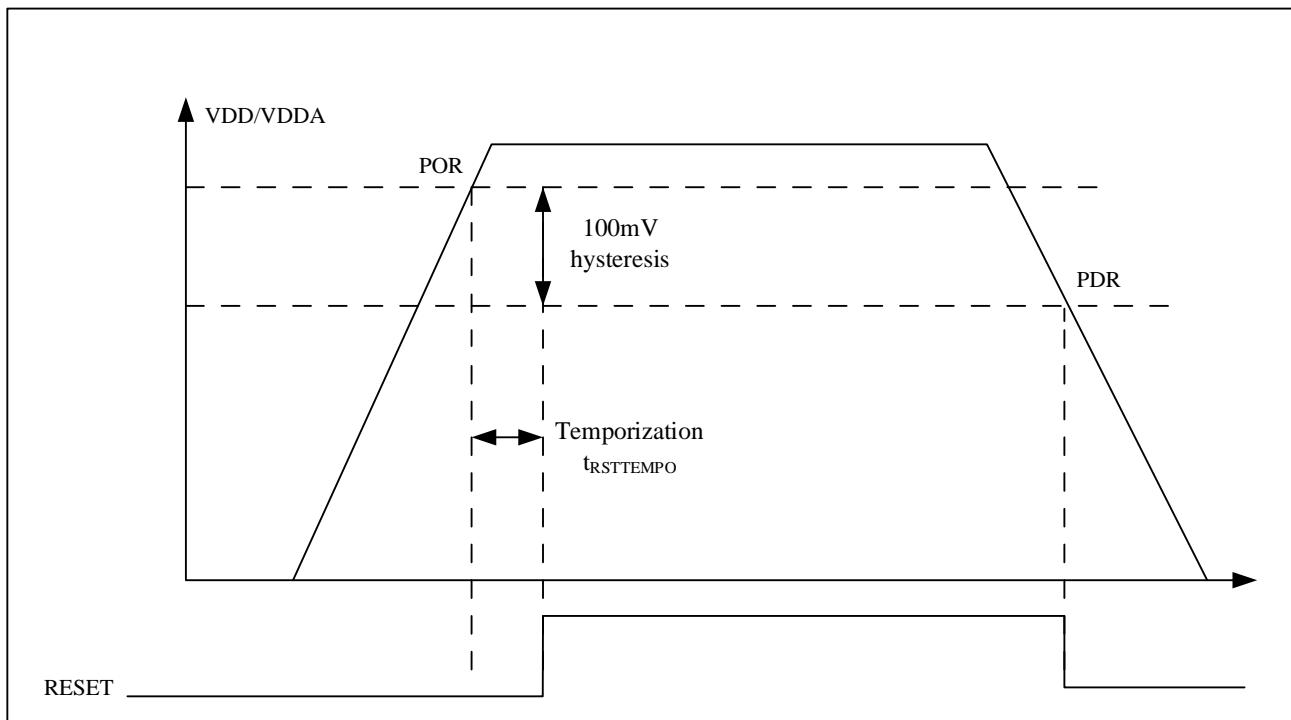 VDD/VDDA
POR
100mV
hysteresis
PDR
Temporization
tRSTTEMPO
RESET